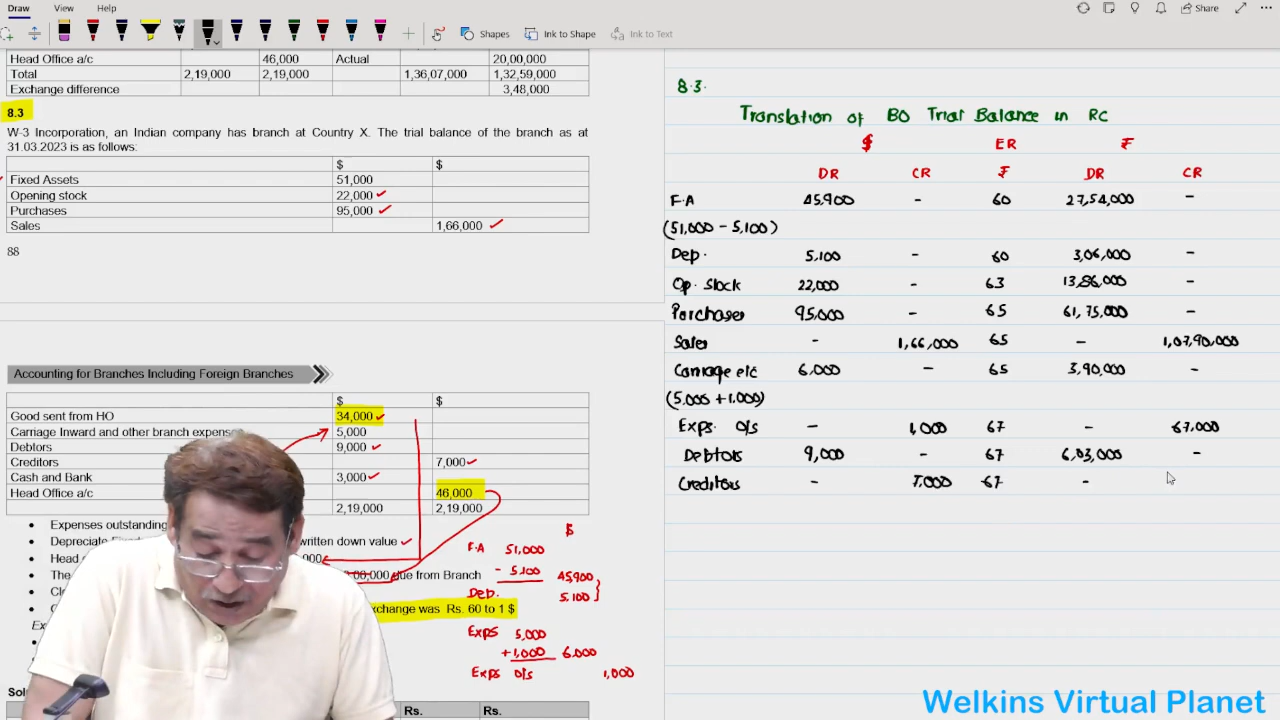 Draw View Help
Share
Shapes Ink to Shape Ink to Text
Head Office a/c 46,000 Actual 20,00,000
Total 2,19,000 2,19,000 1,36,07,000 1,32,59,000
Exchange difference 3,48,000
8.3
W-3 Incorporation, an Indian company has branch at Country X. The trial balance of the branch as at
31.03.2023 is as follows:
$ $
Fixed Assets 51,000
Opening stock 22,000
Purchases 95,000
Sales 1,66,000
88
Accounting for Branches Including Foreign Branches
$ $
Good sent from HO 34,000
Carriage Inward and other branch expenses 5,000
Debtors 9,000
Creditors 7,000
Cash and Bank 3,000
Head Office a/c 46,000
2,19,000 2,19,000
• Expenses outstanding
• Depreciate written down value
• Head 000
• The 00,000 due from Branch
•
• xchange was Rs. 60 to 1 $
$
F.A 51,000
- 5,100 45,900
Dep. 5,100
Exps 5,000
+1,000 6,000
Exps o/s 1,000
Rs. Rs.
8.3.
Translation of BO Trial Balance in RC
$ ER ₹
DR CR ₹ DR CR
F.A 45,900 - 60 27,54,000 -
(51,000 - 5,100)
Dep. 5,100 - 60 3,06,000 -
Op. Stock 22,000 - 63 13,86,000 -
Purchases 95,000 - 65 61,75,000 -
Sales - 1,66,000 65 - 1,07,90,000
Carriage etc 6,000 - 65 3,90,000 -
(5,000 + 1,000)
Exps. o/s - 1,000 67 - 67,000
Debtors 9,000 - 67 6,03,000 -
Creditors - 7,000 67 -
Welkins Virtual Planet